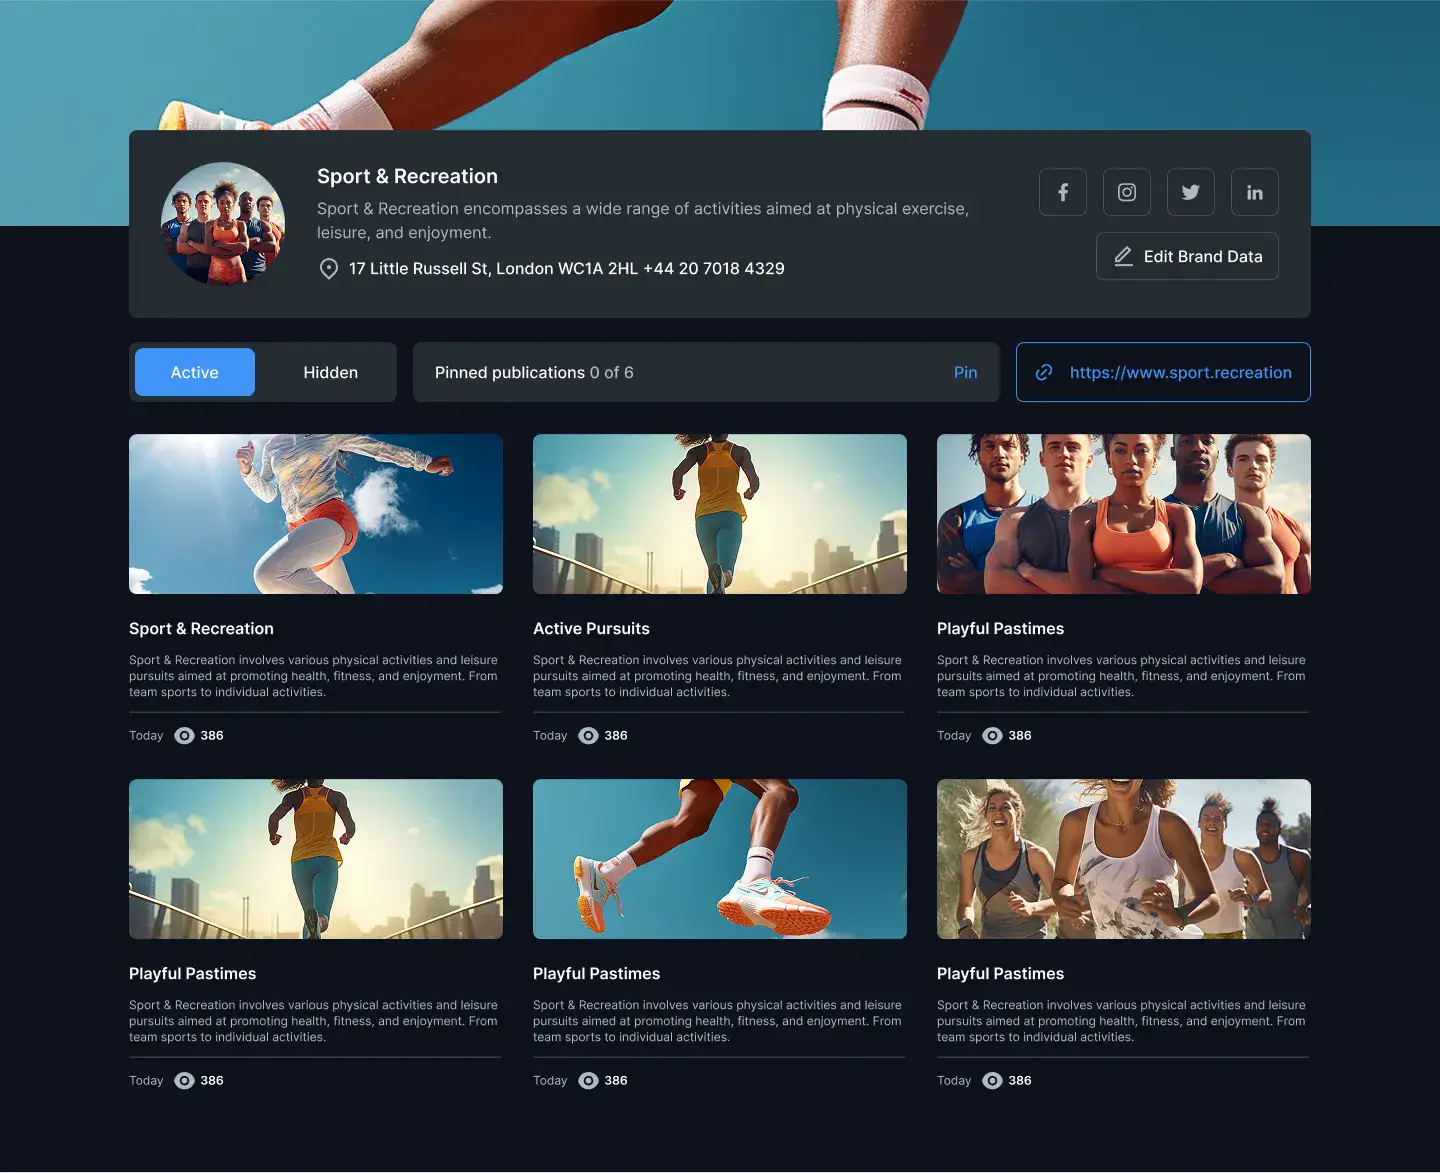 Sport & Recreation
Sport & Recreation encompasses a wide range of activities aimed at physical exercise,
leisure, and enjoyment.
17 Little Russell St, London WC1A 2HL +44 20 7018 4329
Edit Brand Data
Active
Hidden
Pinned publications 0 of 6
Pin
https://www.sport.recreation
Sport & Recreation
Sport & Recreation involves various physical activities and leisure
pursuits aimed at promoting health, fitness, and enjoyment. From
team sports to individual activities.
Today 386
Active Pursuits
Sport & Recreation involves various physical activities and leisure
pursuits aimed at promoting health, fitness, and enjoyment. From
team sports to individual activities.
Today 386
Playful Pastimes
Sport & Recreation involves various physical activities and leisure
pursuits aimed at promoting health, fitness, and enjoyment. From
team sports to individual activities.
Today 386
Playful Pastimes
Sport & Recreation involves various physical activities and leisure
pursuits aimed at promoting health, fitness, and enjoyment. From
team sports to individual activities.
Today 386
Playful Pastimes
Sport & Recreation involves various physical activities and leisure
pursuits aimed at promoting health, fitness, and enjoyment. From
team sports to individual activities.
Today 386
Playful Pastimes
Sport & Recreation involves various physical activities and leisure
pursuits aimed at promoting health, fitness, and enjoyment. From
team sports to individual activities.
Today 386